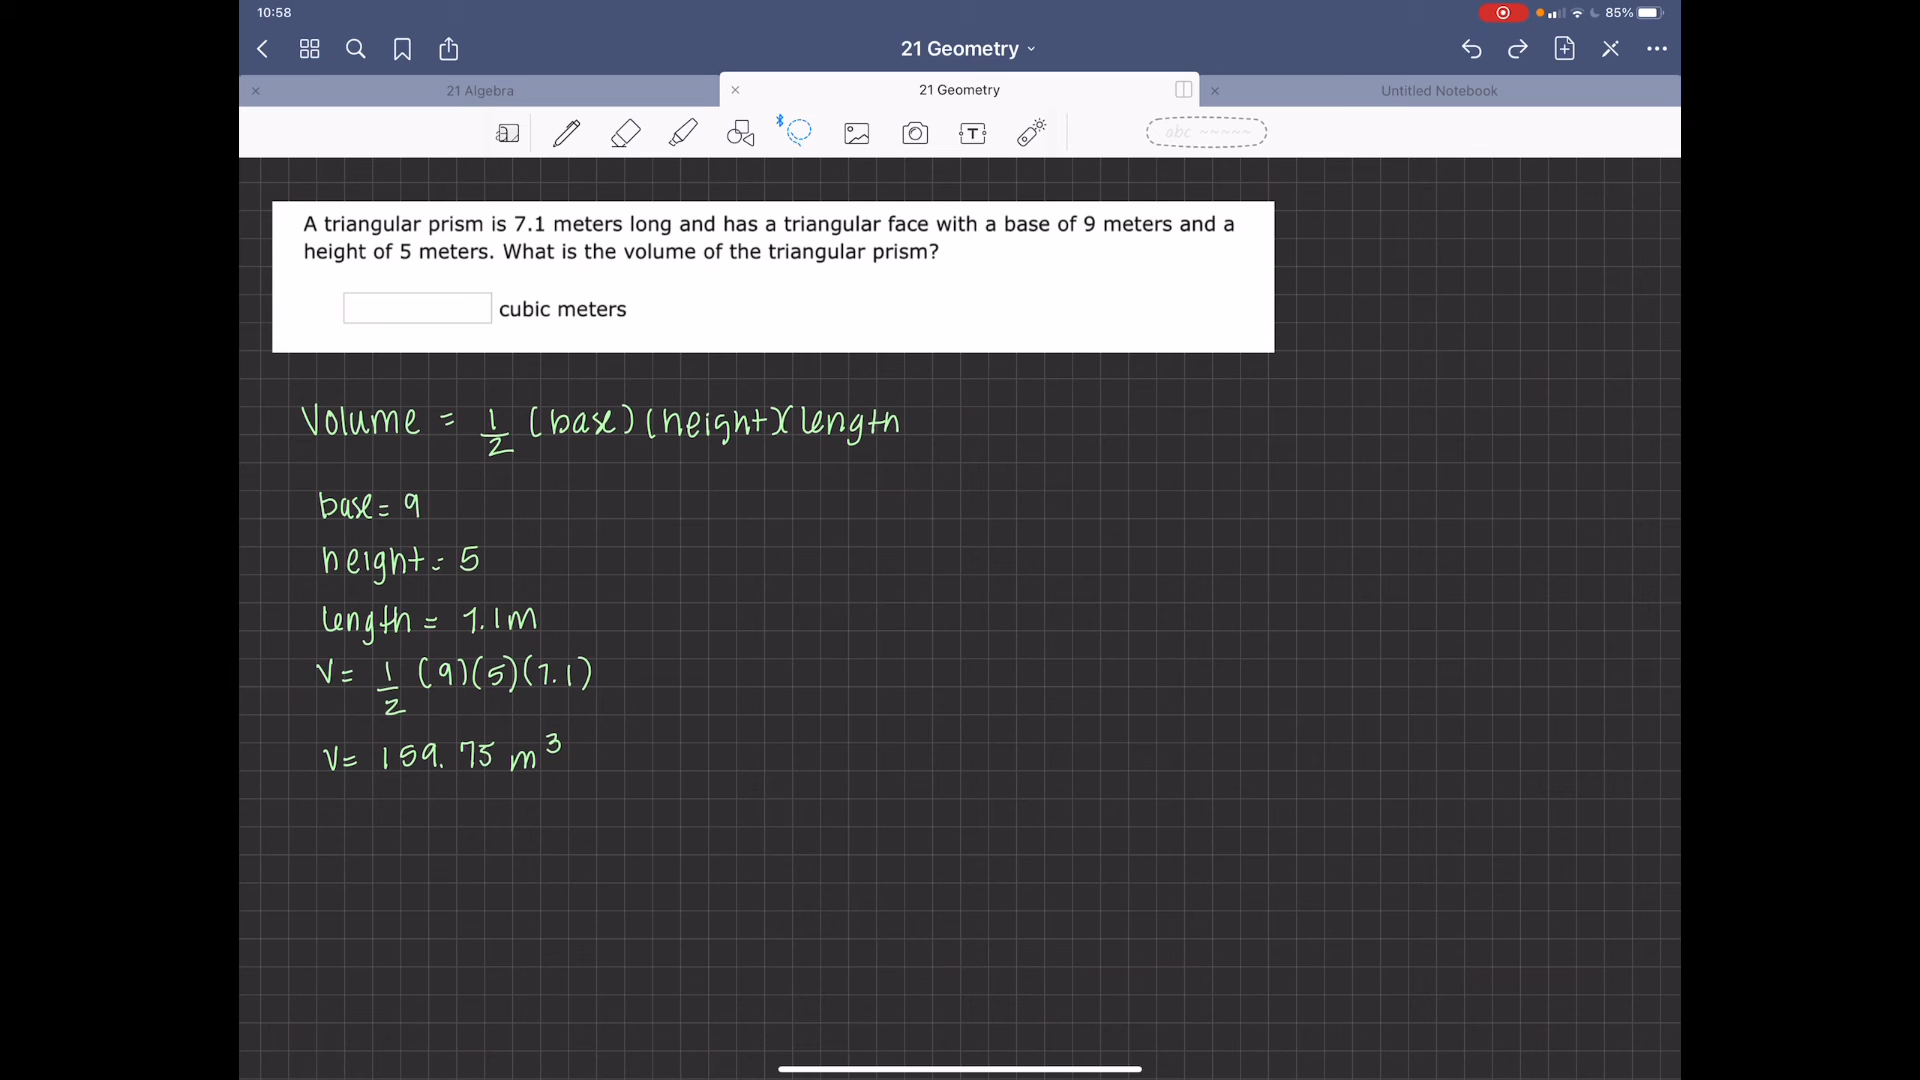 10:58
85%
21 Geometry
21 Algebra
21 Geometry
Untitled Notebook
a
T
abc
A triangular prism is 7.1 meters long and has a triangular face with a base of 9 meters and a
height of 5 meters. What is the volume of the triangular prism?
cubic meters
Volume = 1/2 (base) (height)(length
base = 9
height = 5
length = 7.1m
V = 1/2 (9)(5)(7.1)
V = 159.75 m³